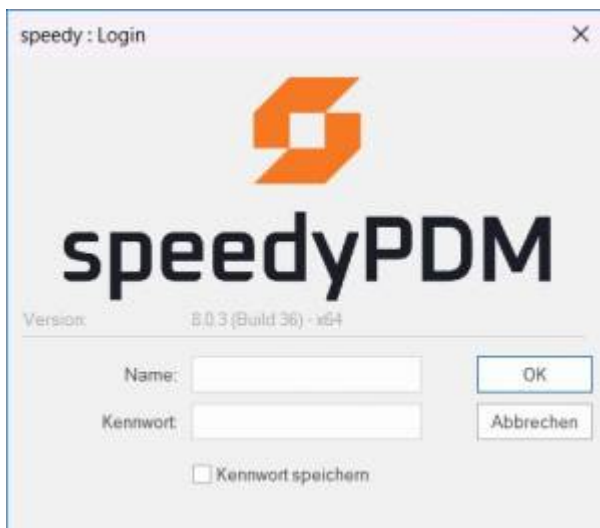 speedy : Login
speedyPDM
Version: 8.0.3 (Build 36) - x64
Name: OK
Kennwort: Abbrechen
Kennwort speichern